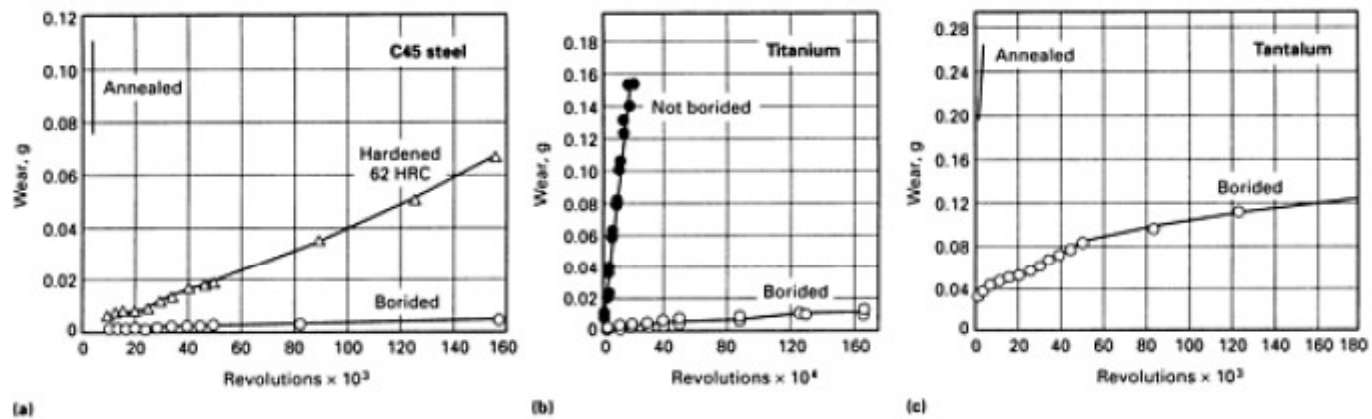 0.12
0.10
0.08
0.06
0.04
0.02
0
Wear, g
C45 steel
Annealed
Hardened
62 HRC
Borided
0 20 40 60 80 100 120 140 160
Revolutions × 10³
(a)
0.18
0.16
0.14
0.12
0.10
0.08
0.06
0.04
0.02
0
Wear, g
Titanium
Not borided
Borided
0 20 40 60 80 100 120 160
Revolutions × 10⁴
(b)
0.28
0.24
0.20
0.16
0.12
0.08
0.04
0
Wear, g
Annealed
Tantalum
Borided
0 20 40 60 80 100 120 140 160 180
Revolutions × 10³
(c)